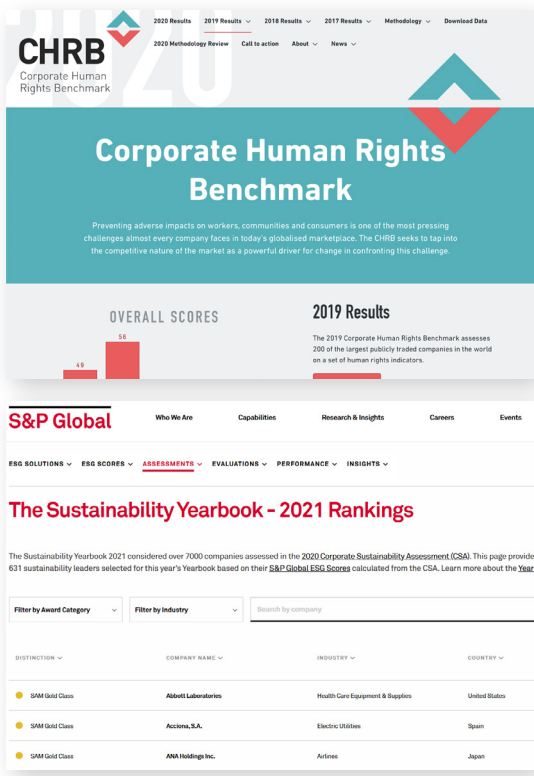 2020 Results 2019 Results 2018 Results 2017 Results Methodology Download Data
2020 Methodology Review Call to action About News
2020
CHRB
Corporate Human
Rights Benchmark
Corporate Human Rights
Benchmark
Preventing adverse impacts on workers, communities and consumers is one of the most pressing
challenges almost every company faces in today's globalised marketplace. The CHRB seeks to tap into
the competitive nature of the market as a powerful driver for change in confronting this challenge.
OVERALL SCORES
58
48
2019 Results
The 2019 Corporate Human Rights Benchmark assesses
200 of the largest publicly traded companies in the world
on a set of human rights indicators.
S&P Global
Who We Are Capabilities Research & Insights Careers Events
ESG SOLUTIONS ESG SCORES ASSESSMENTS EVALUATIONS PERFORMANCE INSIGHTS
The Sustainability Yearbook - 2021 Rankings
The Sustainability Yearbook 2021 considered over 7000 companies assessed in the 2020 Corporate Sustainability Assessment (CSA). This page provide
631 sustainability leaders selected for this year's Yearbook based on their S&P Global ESG Scores calculated from the CSA. Learn more about the Year
Filter by Award Category Filter by Industry Search by company
DISTINCTION COMPANY NAME INDUSTRY COUNTRY
SAM Gold Class Abbott Laboratories Health Care Equipment & Supplies United States
SAM Gold Class Acciona, S.A. Electric Utilities Spain
SAM Gold Class ANA Holdings Inc. Airlines Japan